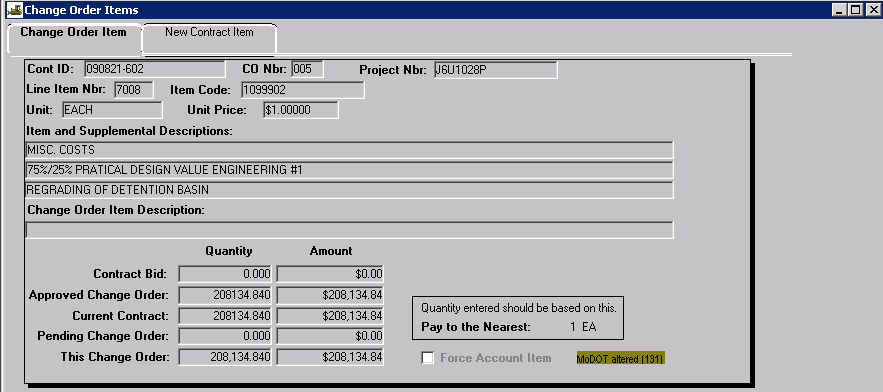 Change Order Items
Change Order Item New Contract Item
Cont ID: 090821-602 CO Nbr: 005 Project Nbr: J6U1028P
Line Item Nbr: 7008 Item Code: 1099902
Unit: EACH Unit Price: $1.00000
Item and Supplemental Descriptions:
MISC. COSTS
75%/25% PRATICAL DESIGN VALUE ENGINEERING #1
REGRADING OF DETENTION BASIN
Change Order Item Description:
Quantity Amount
Contract Bid: 0.000 $0.00
Approved Change Order: 208134.840 $208,134.84
Current Contract: 208134.840 $208,134.84
Pending Change Order: 0.000 $0.00
This Change Order: 208,134.840 $208,134.84
Quantity entered should be based on this.
Pay to the Nearest: 1 EA
Force Account Item MoDOT altered (131)